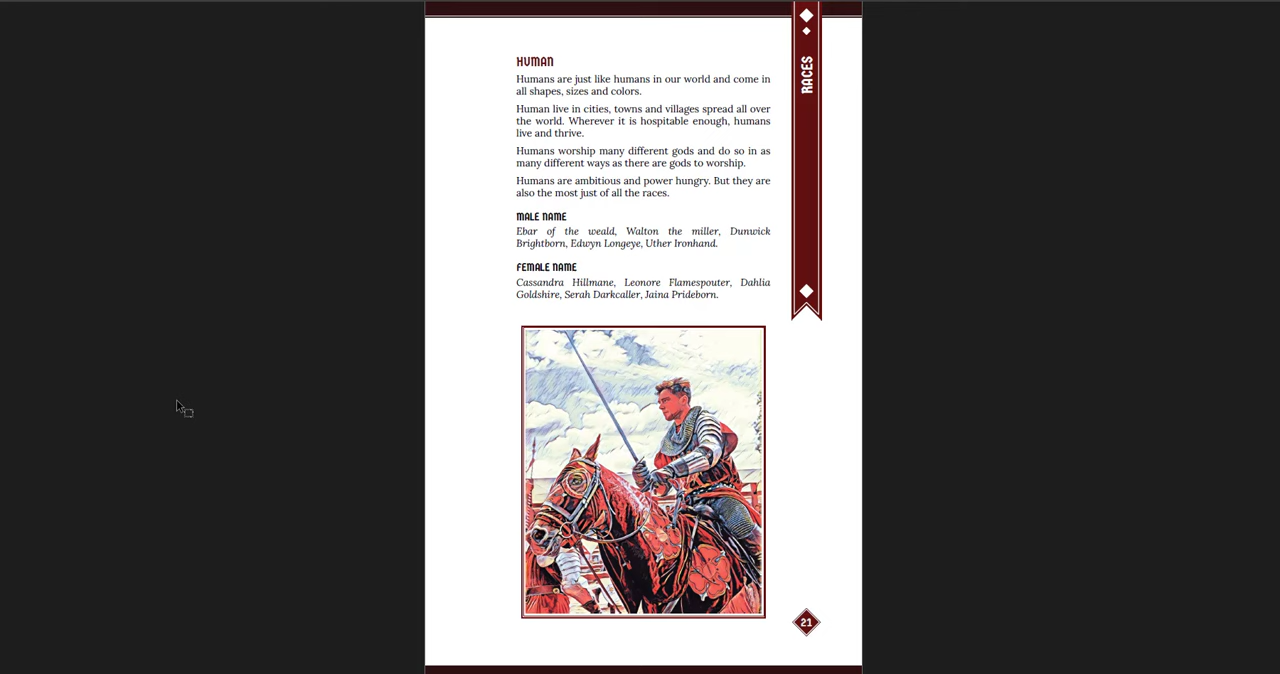 RACES
HUMAN
Humans are just like humans in our world and come in
all shapes, sizes and colors.
Human live in cities, towns and villages spread all over
the world. Wherever it is hospitable enough, humans
live and thrive.
Humans worship many different gods and do so in as
many different ways as there are gods to worship.
Humans are ambitious and power hungry. But they are
also the most just of all the races.
MALE NAME
Ebar of the weald, Walton the miller, Dunwick
Brightborn, Edwyn Longeye, Uther Ironhand.
FEMALE NAME
Cassandra Hillmane, Leonore Flamespouter, Dahlia
Goldshire, Serah Darkcaller, Jaina Prideborn.
21